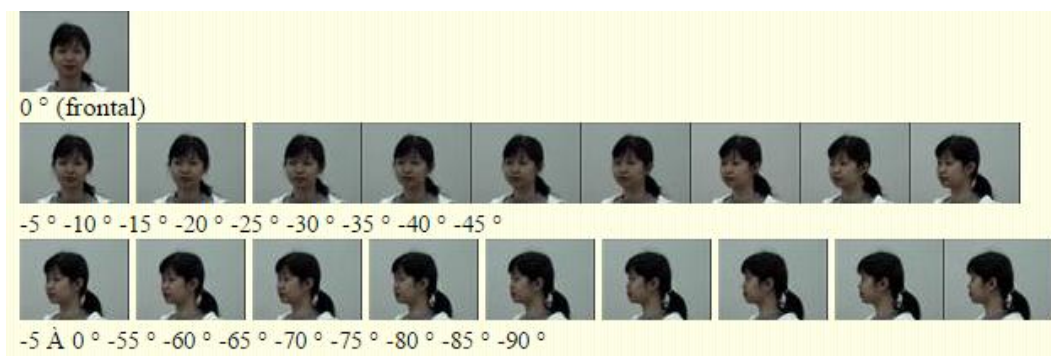 0 ° (frontal)
-5 ° -10 ° -15 ° -20 ° -25 ° -30 ° -35 ° -40 ° -45 °
-5 À 0 ° -55 ° -60 ° -65 ° -70 ° -75 ° -80 ° -85 ° -90 °